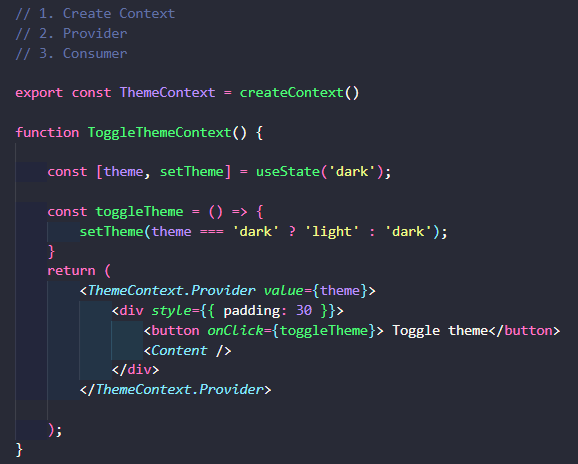 // 1. Create Context
// 2. Provider
// 3. Consumer
export const ThemeContext = createContext()
function ToggleThemeContext() {
const [theme, setTheme] = useState('dark');
const toggleTheme = () => {
setTheme(theme === 'dark' ? 'light' : 'dark');
}
return (
<ThemeContext.Provider value={theme}>
<div style={{ padding: 30 }}>
<button onClick={toggleTheme}> Toggle theme</button>
<Content />
</div>
</ThemeContext.Provider>
);
}